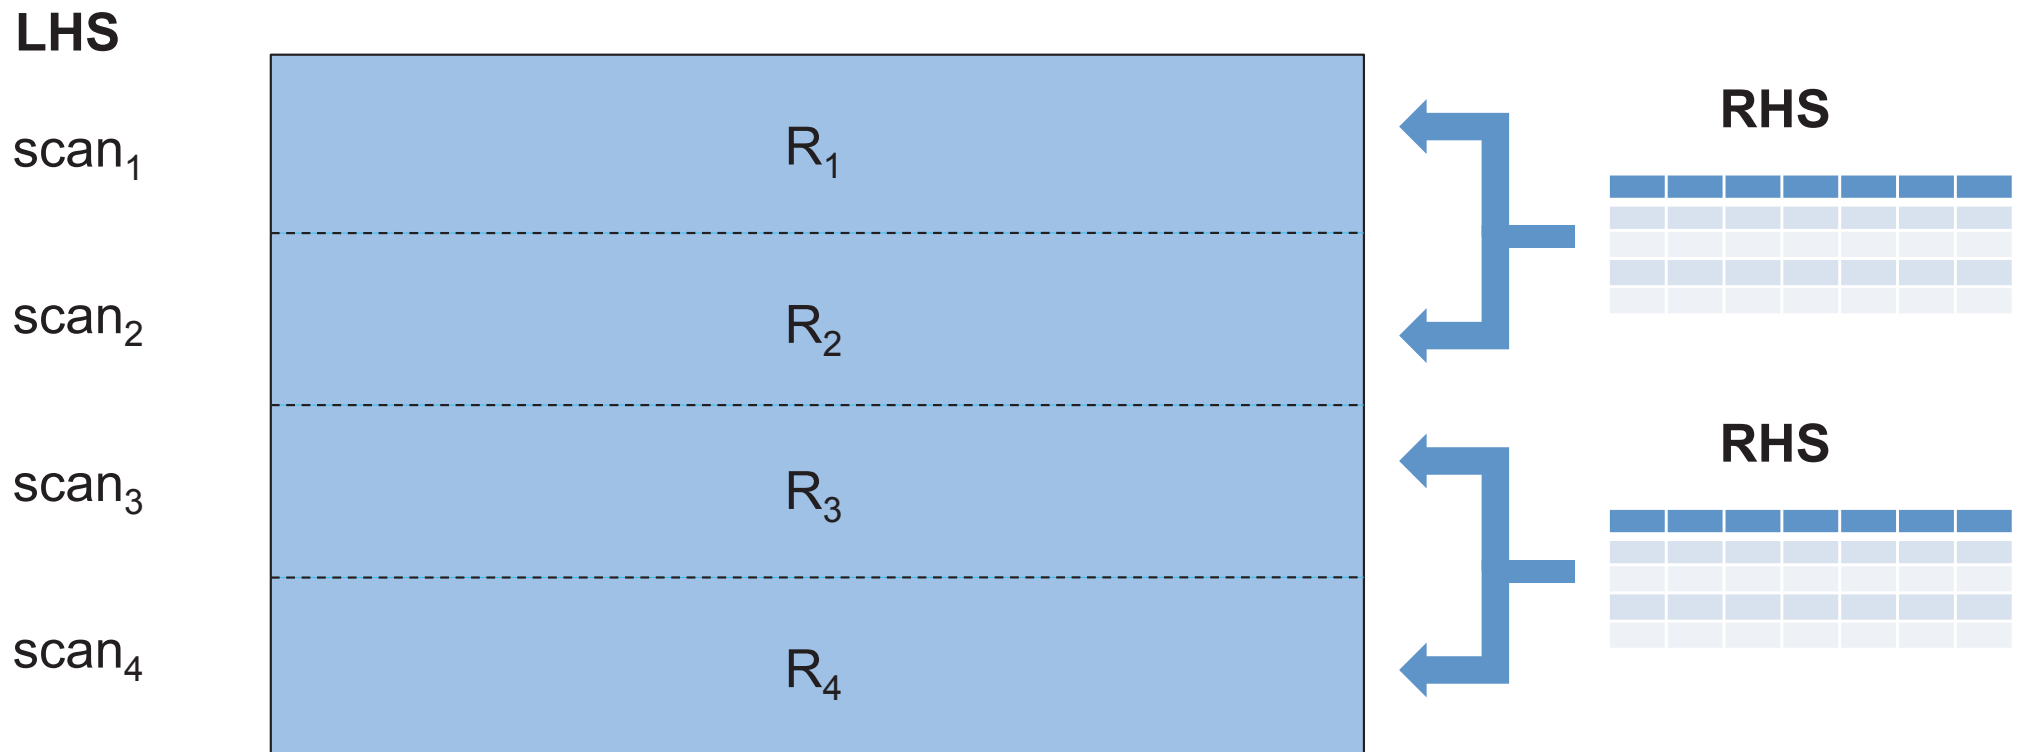 LHS
RHS
scan₁
R₁
scan₂
R₂
RHS
scan₃
R₃
scan₄
R₄